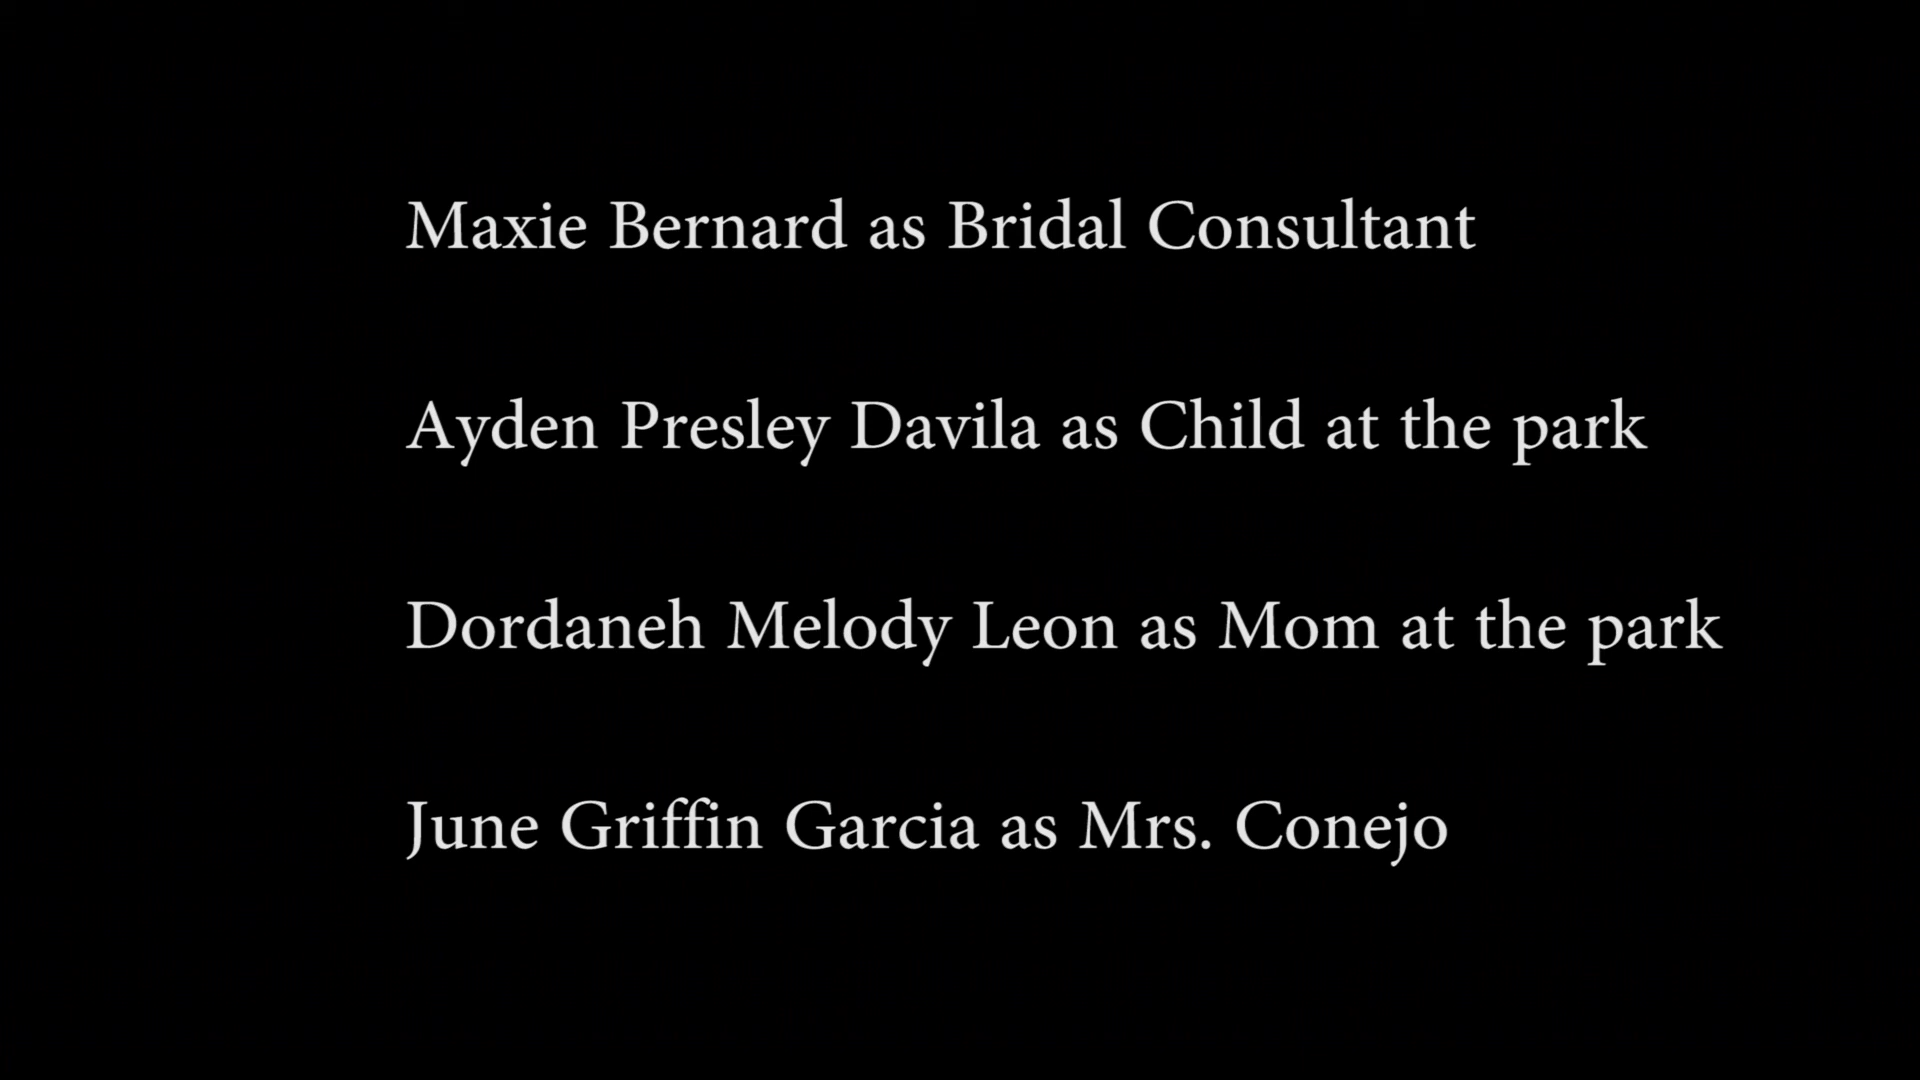 Maxie Bernard as Bridal Consultant
Ayden Presley Davila as Child at the park
Dordaneh Melody Leon as Mom at the park
June Griffin Garcia as Mrs. Conejo